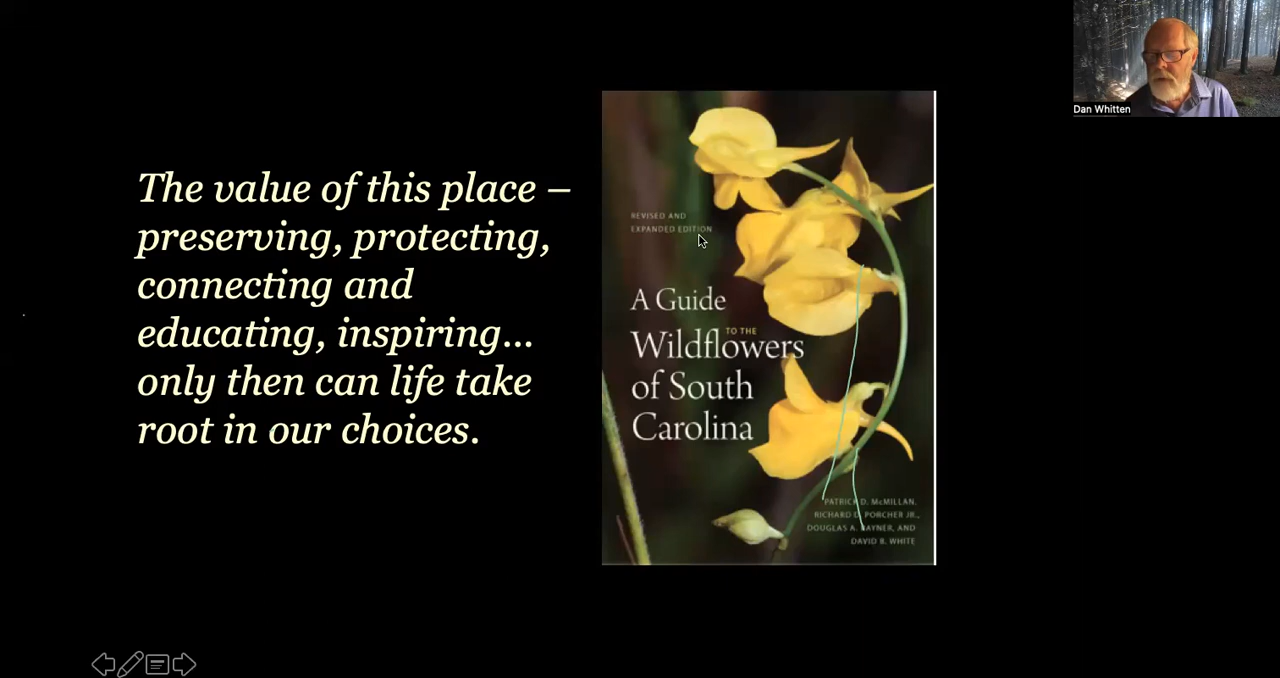 The value of this place –
preserving, protecting,
connecting and
educating, inspiring...
only then can life take
root in our choices.
REVISED AND
EXPANDED EDITION
A Guide
TO THE
Wildflowers
of South
Carolina
PATRICK D. McMILLAN,
RICHARD D. PORCHER JR.,
DOUGLAS A. RAYNER, AND
DAVID B. WHITE
Dan Whitten